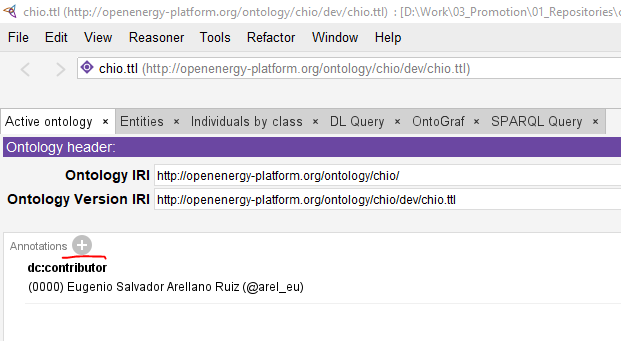 chio.ttl (http://openenergy-platform.org/ontology/chio/dev/chio.ttl) : [D:\Work\03_Promotion\01_Repositories\
File Edit View Reasoner Tools Refactor Window Help
chio.ttl (http://openenergy-platform.org/ontology/chio/dev/chio.ttl)
Active ontology × Entities × Individuals by class × DL Query × OntoGraf × SPARQL Query ×
Ontology header:
Ontology IRI http://openenergy-platform.org/ontology/chio/
Ontology Version IRI http://openenergy-platform.org/ontology/chio/dev/chio.ttl
Annotations
dc:contributor
(0000) Eugenio Salvador Arellano Ruiz (@arel_eu)